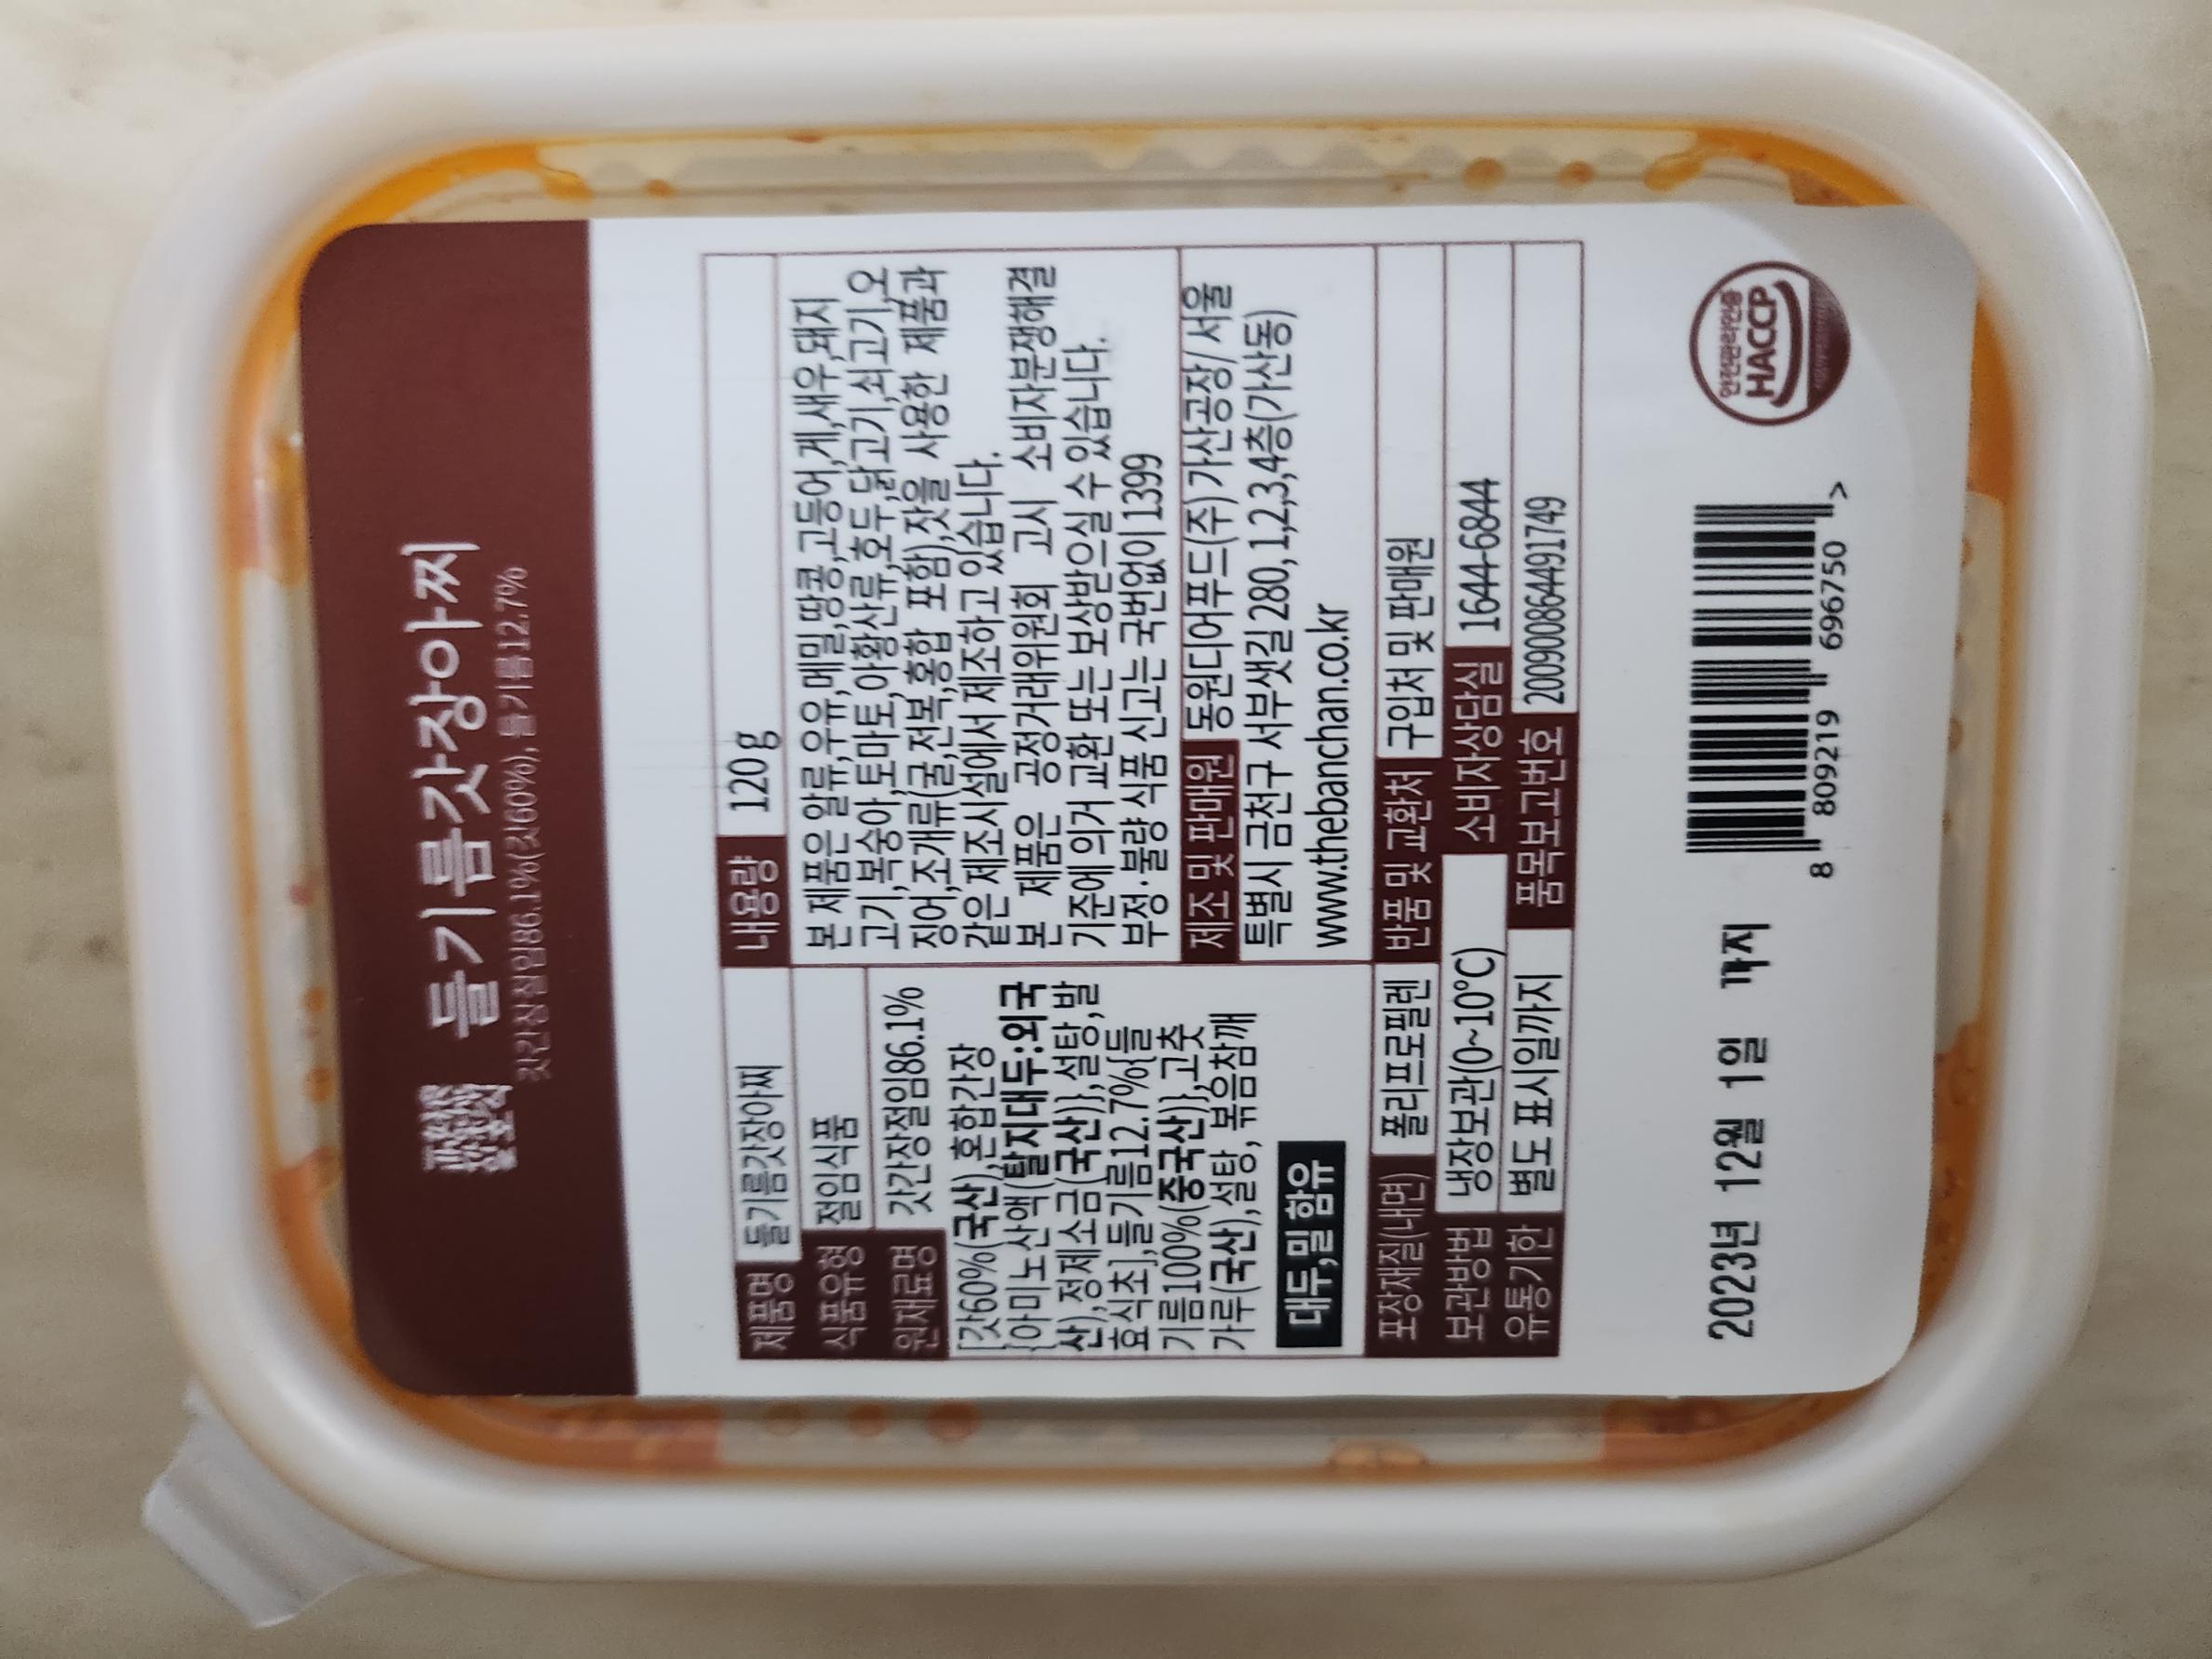 들기름갓장아찌
갓간장절임86.1%(갓60%), 들기름12.7%
제품명 들기름갓장아찌
식품유형 절임식품
원재료명 갓간장절임86.1%
[갓60%(국산),혼합간장
{아미노산액(탈지대두:외국
산),정제소금(국산)},설탕,발
효식초],들기름12.7%{들
기름100%(중국산)},고춧
가루(국산),설탕, 볶음참깨
대두,밀 함유
내용량 120g
본 제품은 알류,우유,메밀,땅콩,고등어,게,새우,돼지
고기,복숭아,토마토,아황산류,호두,닭고기,쇠고기,오
징어,조개류(굴,전복,홍합 포함),잣을 사용한 제품과
같은 제조시설에서 제조하고 있습니다.
본 제품은 공정거래위원회 고시 소비자분쟁해결
기준에 의거 교환 또는 보상받으실 수 있습니다.
부정·불량식품 신고는 국번없이 1399
제조 및 판매원 동원디어푸드(주) 가산공장/ 서울
특별시 금천구 서부샛길 280, 1,2,3,4층(가산동)
www.thebanchan.co.kr
포장재질(내면) 폴리프로필렌 반품 및 교환처 구입처 및 판매원
보관방법 냉장보관(0~10°C) 소비자상담실 1644-6844
유통기한 별도 표시일까지 품목보고번호 200900864491749
2023년 12월 1일 까지
8 809219 696750 >
안전관리인증
HACCP